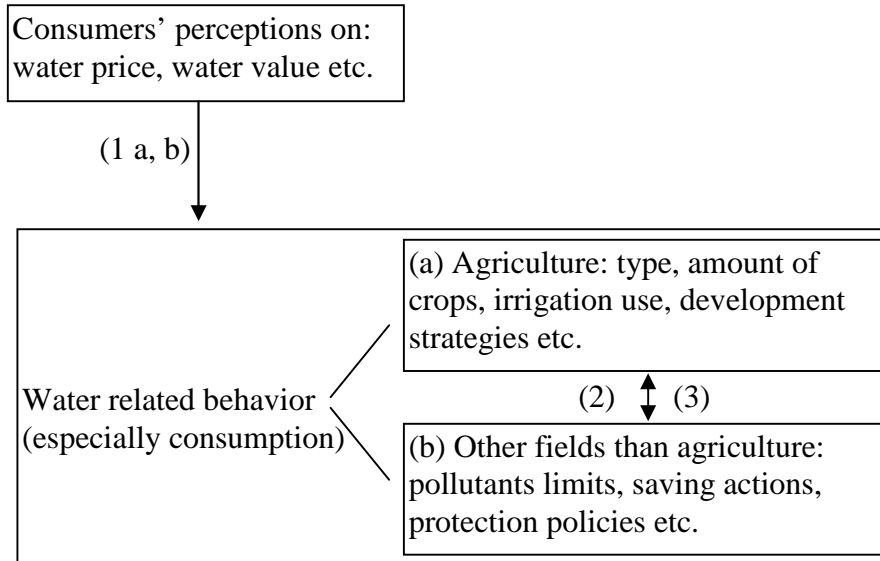 Consumers’ perceptions on:
water price, water value etc.
(1 a, b)
(a) Agriculture: type, amount of
crops, irrigation use, development
strategies etc.
Water related behavior
(especially consumption)
(2)
(3)
(b) Other fields than agriculture:
pollutants limits, saving actions,
protection policies etc.